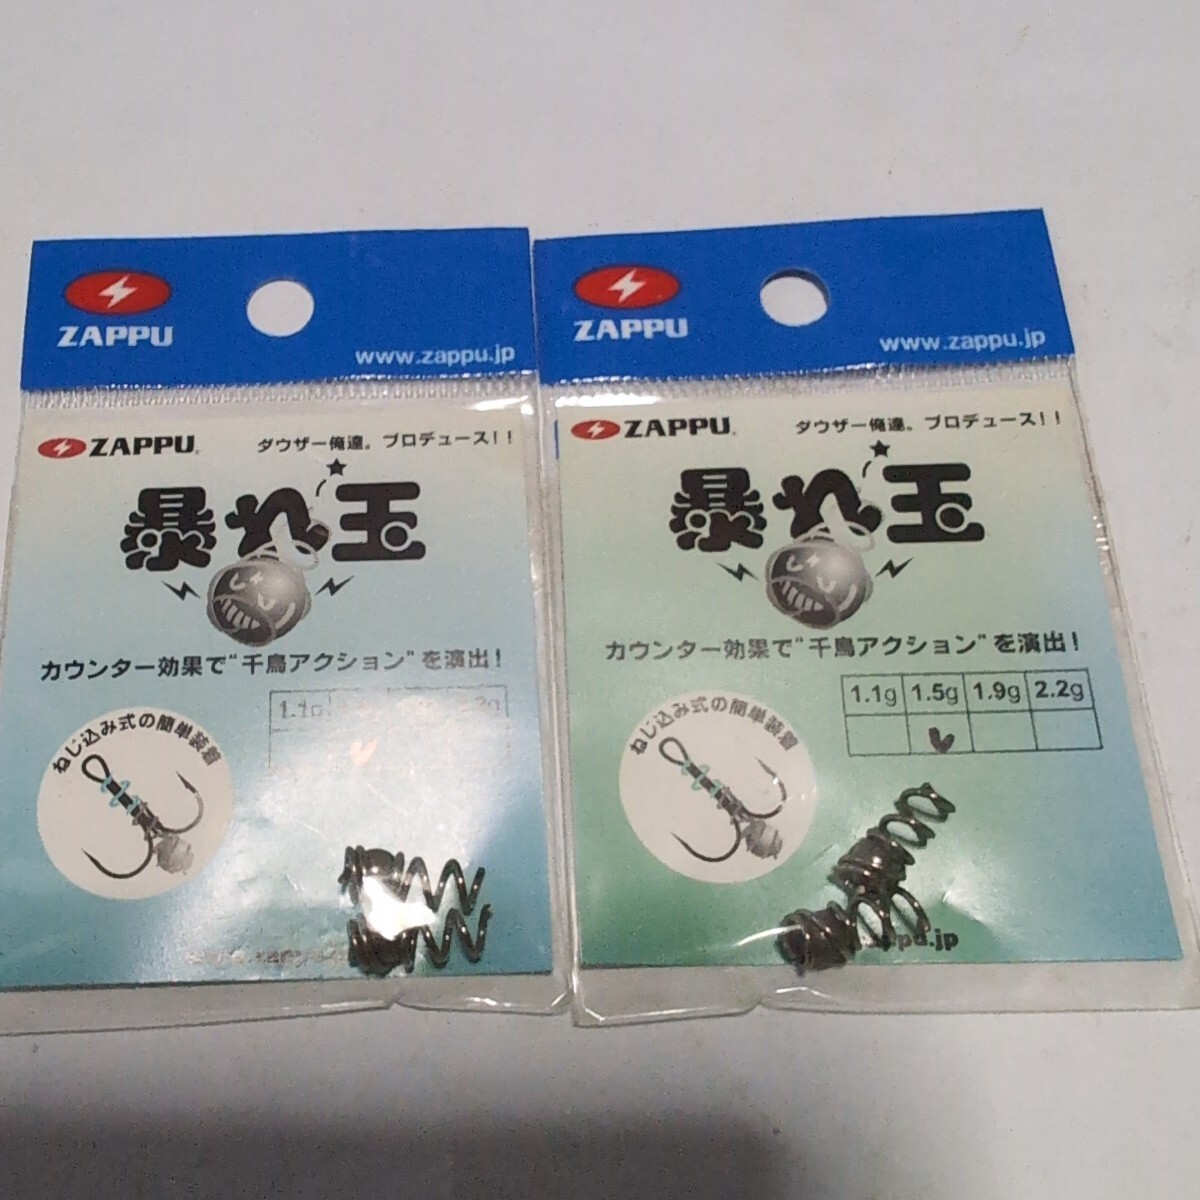 ZAPPU
www.zappu.jp
ZAPPU
ダウザー俺達。プロデュース！！
暴れ玉
カウンター効果で"千鳥アクション"を演出！
1.1g
ねじ込み式の簡単装着
ZAPPU
www.zappu.jp
ZAPPU
ダウザー俺達。プロデュース！！
暴れ玉
カウンター効果で"千鳥アクション"を演出！
1.1g 1.5g 1.9g 2.2g
ねじ込み式の簡単装着
zappu.jp